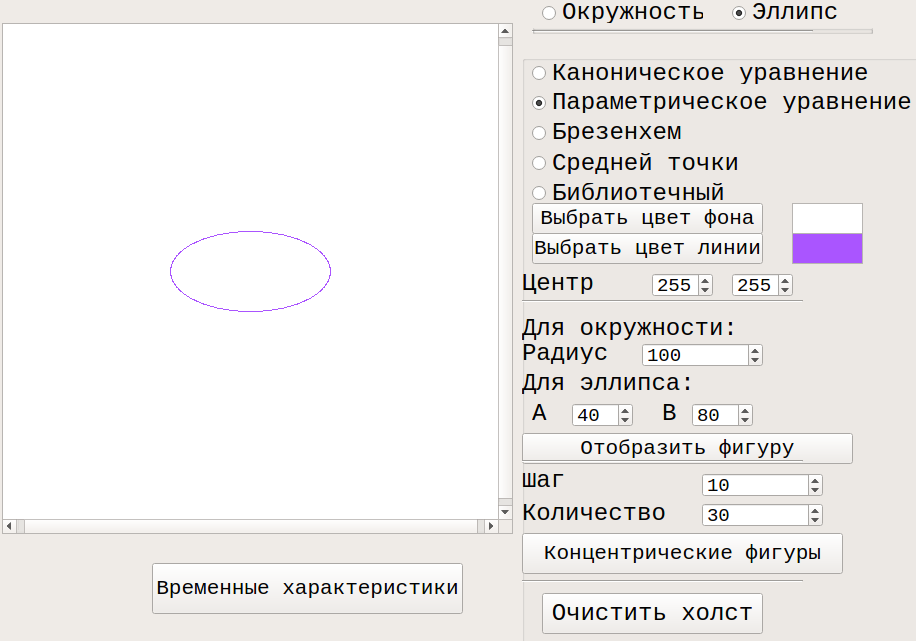 Окружность Эллипс
Каноническое уравнение
Параметрическое уравнение
Брезенхем
Средней точки
Библиотечный
Выбрать цвет фона
Выбрать цвет линии
Центр 255 255
Для окружности:
Радиус 100
Для эллипса:
А 40 В 80
Отобразить фигуру
шаг 10
Количество 30
Концентрические фигуры
Временные характеристики
Очистить холст